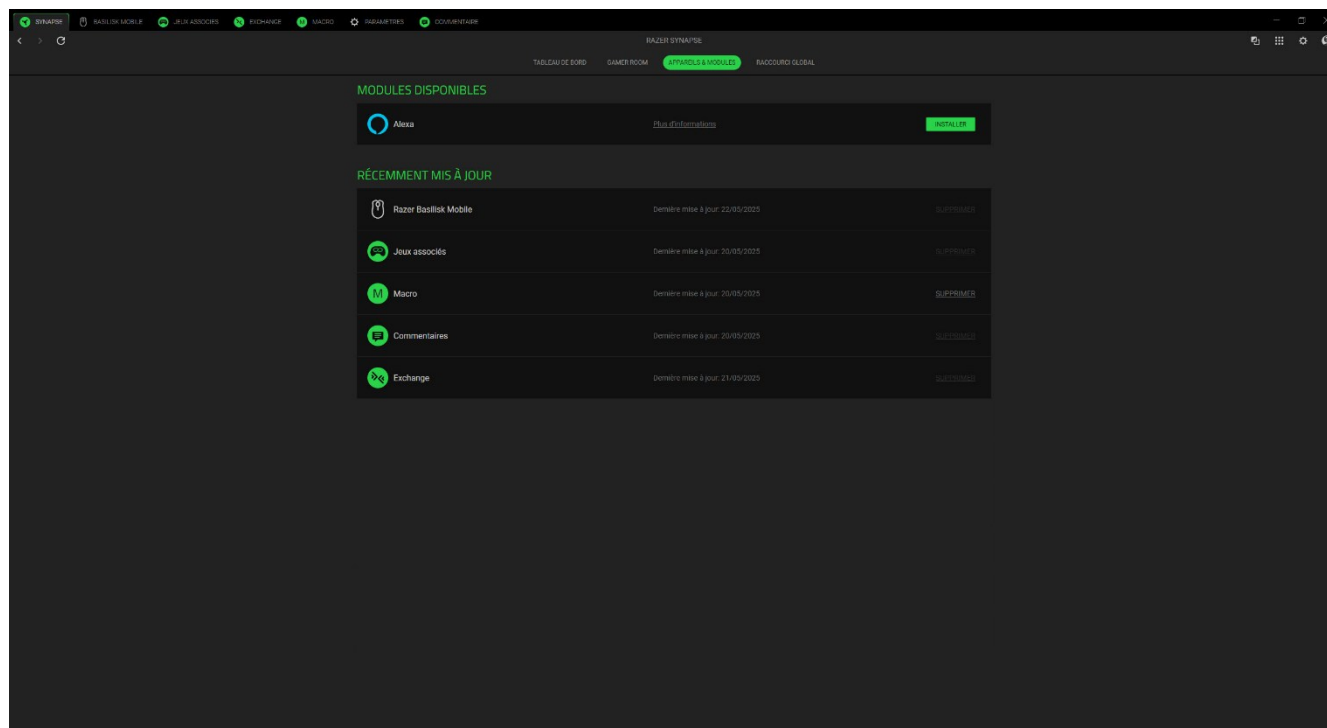 SYNAPSE BASILISK MOBILE JEUX ASSOCIÉS EXCHANGE MACRO PARAMÈTRES COMMENTAIRE
RAZER SYNAPSE
TABLEAU DE BORD GAMER ROOM APPAREILS & MODULES RACCOURCI GLOBAL
MODULES DISPONIBLES
Alexa Plus d'informations INSTALLER
RÉCEMMENT MIS À JOUR
Razer Basilisk Mobile Dernière mise à jour: 22/05/2025 SUPPRIMER
Jeux associés Dernière mise à jour: 20/05/2025 SUPPRIMER
M Macro Dernière mise à jour: 20/05/2025 SUPPRIMER
Commentaires Dernière mise à jour: 20/05/2025 SUPPRIMER
Exchange Dernière mise à jour: 21/05/2025 SUPPRIMER